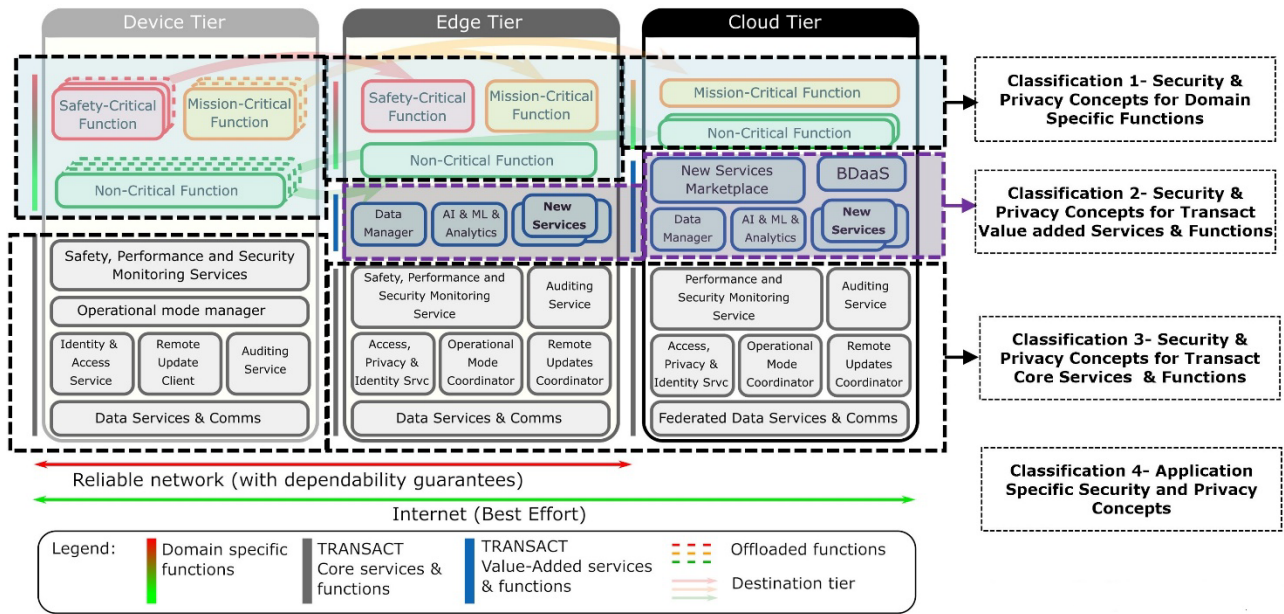 Device Tier
Edge Tier
Cloud Tier
Safety-Critical
Function
Mission-Critical
Function
Non-Critical Function
Safety-Critical
Function
Mission-Critical
Function
Non-Critical Function
Mission-Critical Function
Non-Critical Function
Classification 1- Security &
Privacy Concepts for Domain
Specific Functions
Data
Manager
AI & ML &
Analytics
New
Services
New Services
Marketplace
BDaaS
Data
Manager
AI & ML &
Analytics
New
Services
Classification 2- Security &
Privacy Concepts for Transact
Value added Services & Functions
Safety, Performance and Security
Monitoring Services
Operational mode manager
Identity &
Access
Service
Remote
Update
Client
Auditing
Service
Data Services & Comms
Safety, Performance and
Security Monitoring
Service
Auditing
Service
Access,
Privacy &
Identity Srvc
Operational
Mode
Coordinator
Remote
Updates
Coordinator
Data Services & Comms
Performance and
Security Monitoring
Service
Auditing
Service
Access,
Privacy &
Identity Srvc
Operational
Mode
Coordinator
Remote
Updates
Coordinator
Federated Data Services & Comms
Classification 3- Security &
Privacy Concepts for Transact
Core Services & Functions
Classification 4- Application
Specific Security and Privacy
Concepts
Reliable network (with dependability guarantees)
Internet (Best Effort)
Legend:
Domain specific
functions
TRANSACT
Core services &
functions
TRANSACT
Value-Added services
& functions
Offloaded functions
Destination tier